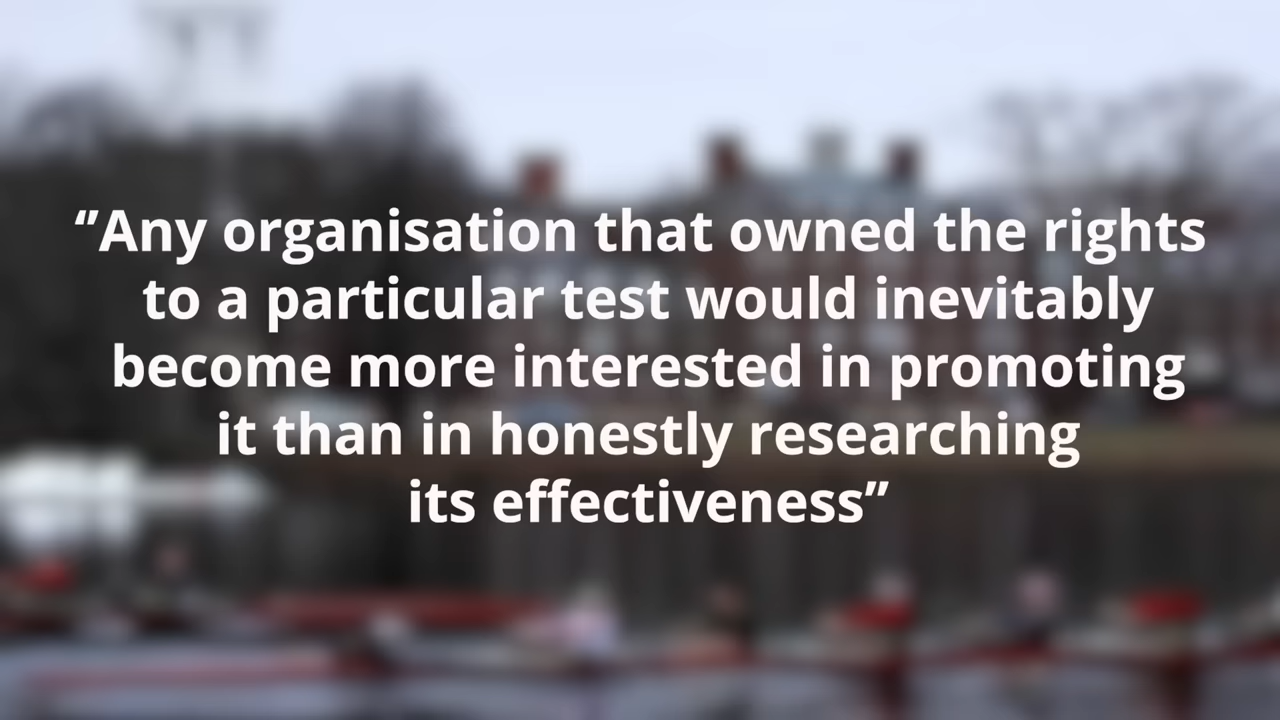 “Any organisation that owned the rights
to a particular test would inevitably
become more interested in promoting
it than in honestly researching
its effectiveness”